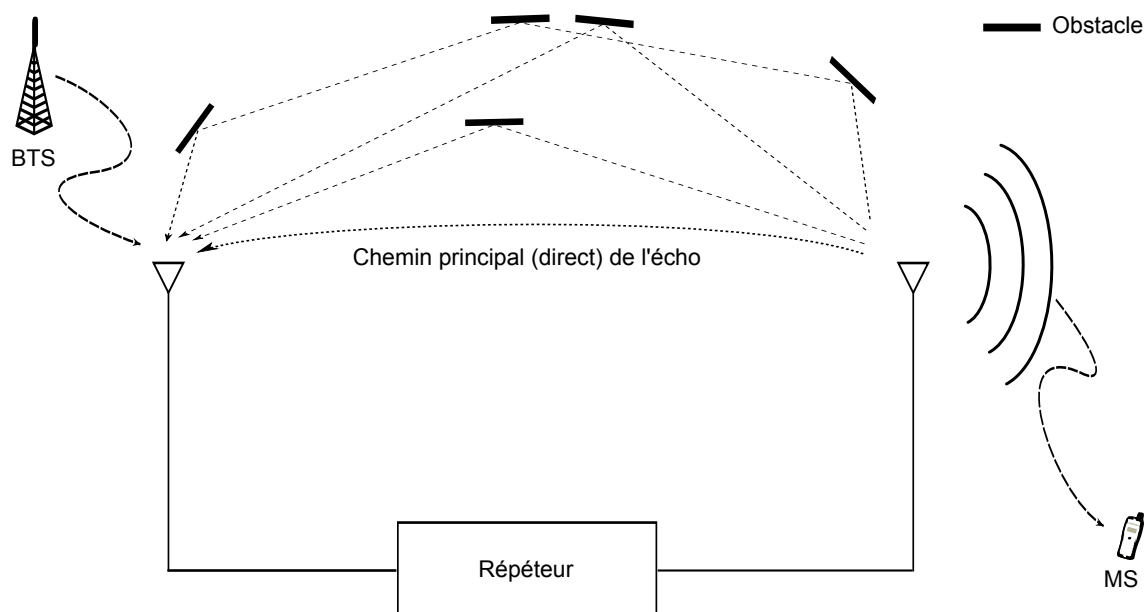 Obstacle
BTS
Chemin principal (direct) de l'écho
Répéteur
MS